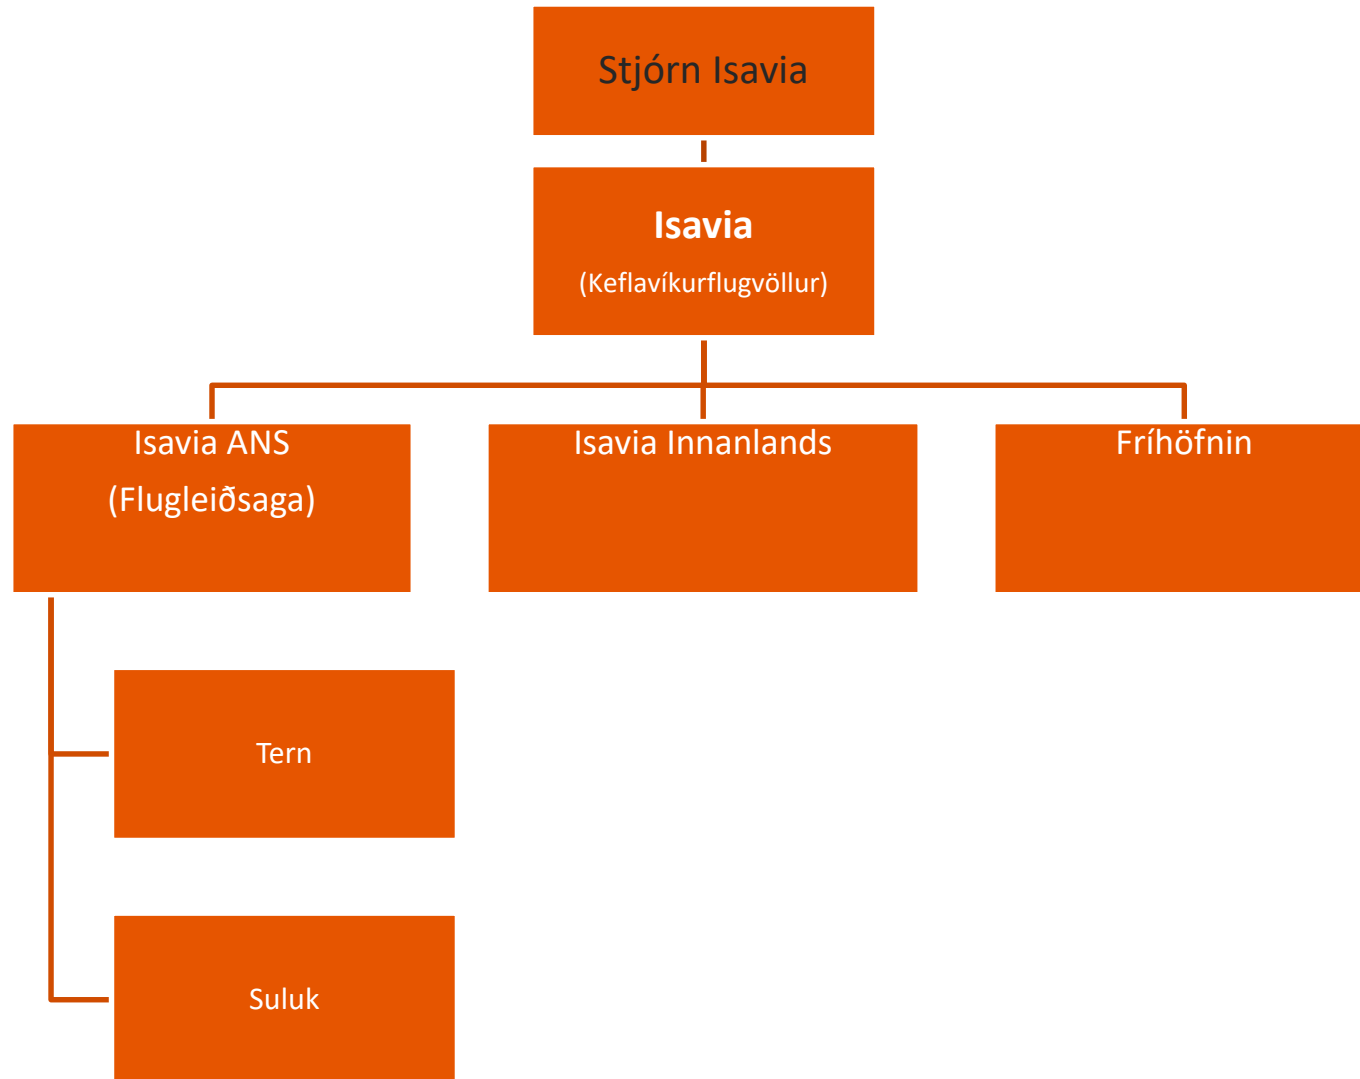 Stjórn Isavia
Isavia
(Keflavíkurflugvöllur)
Isavia ANS
(Flugleiðsaga)
Isavia Innanlands
Fríhöfnin
Tern
Suluk